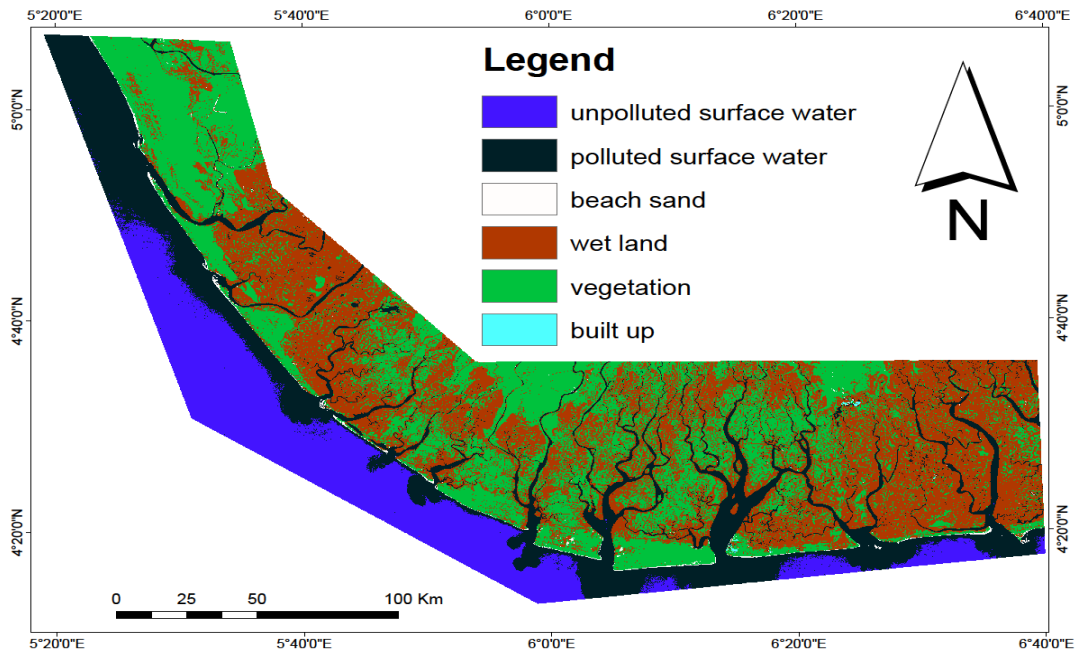 5°20'0"E 5°40'0"E 6°0'0"E 6°20'0"E 6°40'0"E
Legend
unpolluted surface water
polluted surface water
beach sand
wet land
vegetation
built up
N
5°0'0"N 5°0'0"N
4°40'0"N 4°40'0"N
4°20'0"N 4°20'0"N
0 25 50 100 Km
5°20'0"E 5°40'0"E 6°0'0"E 6°20'0"E 6°40'0"E